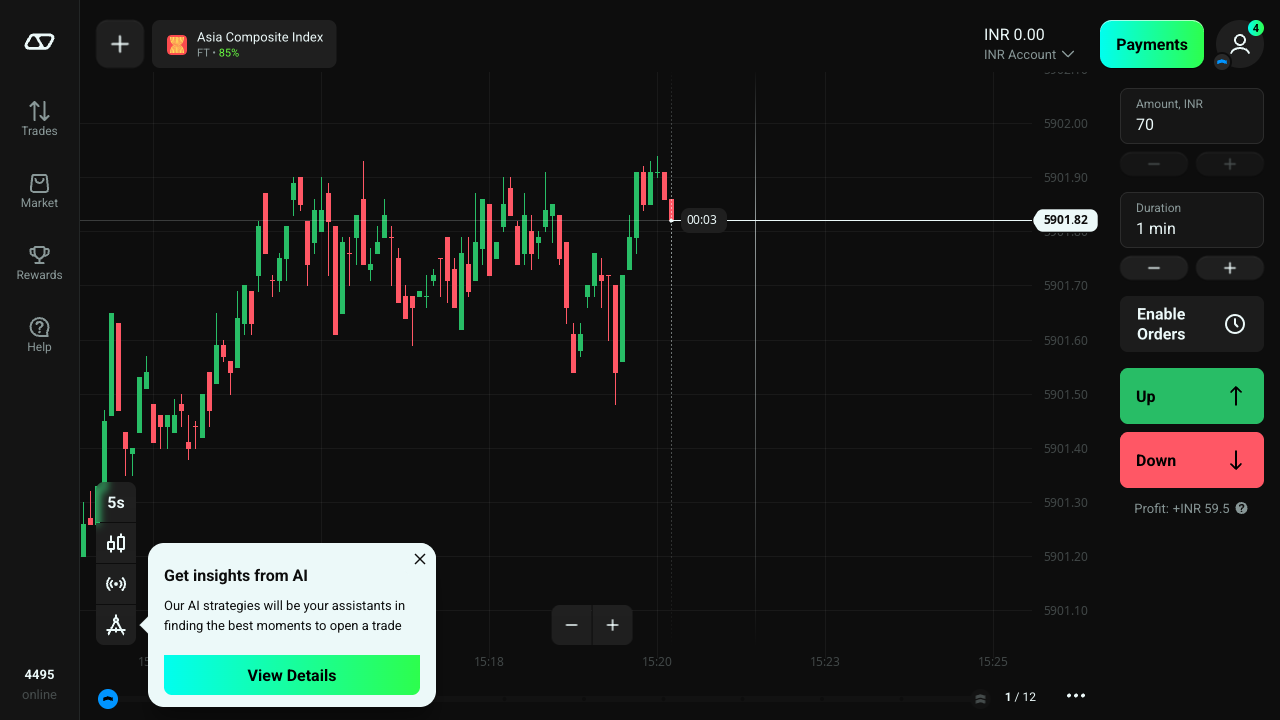 Asia Composite Index
FT • 85%
INR 0.00
INR Account
Payments
4
Trades
Market
Rewards
Help
4495
online
5902.00
5901.90
5901.82
5901.70
5901.60
5901.50
5901.40
5901.30
5901.20
5901.10
00:03
Amount, INR
70
Duration
1 min
Enable
Orders
Up
Down
Profit: +INR 59.5
5s
Get insights from AI
Our AI strategies will be your assistants in
finding the best moments to open a trade
View Details
15:18
15:20
15:23
15:25
1 / 12